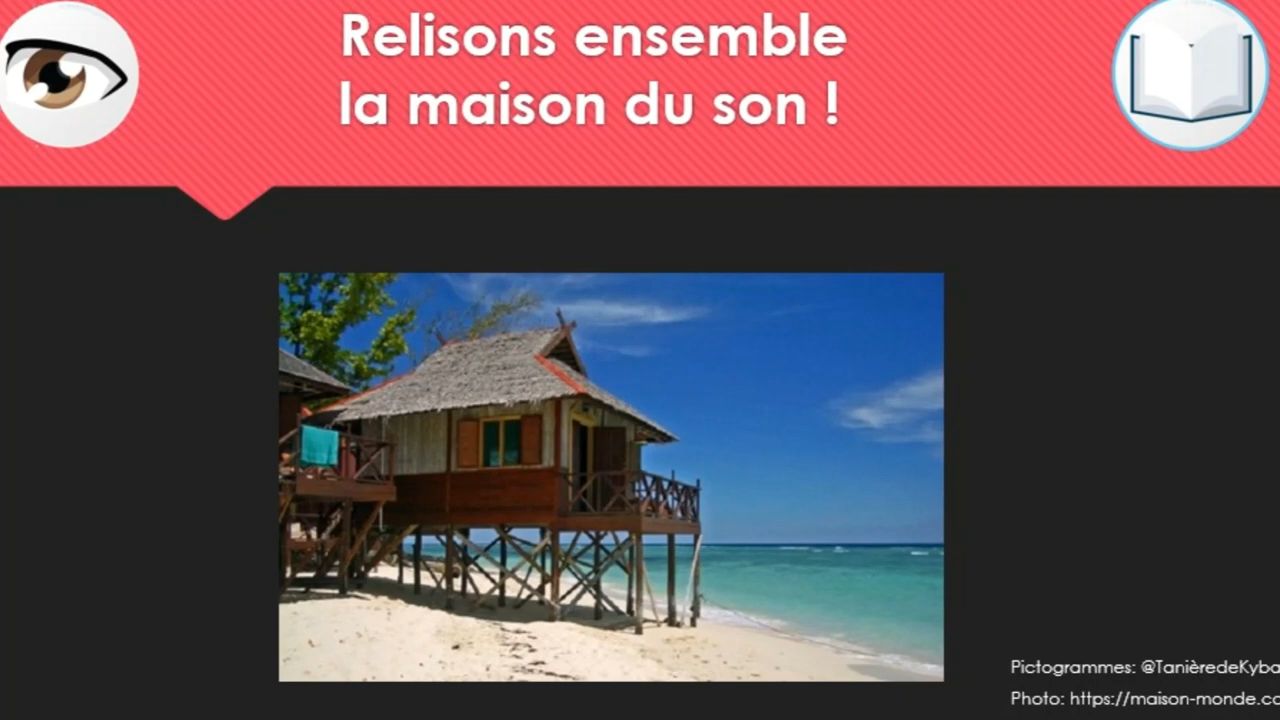 Relisons ensemble
la maison du son !
Pictogrammes: @TanièredeKyba
Photo: https://maison-monde.co